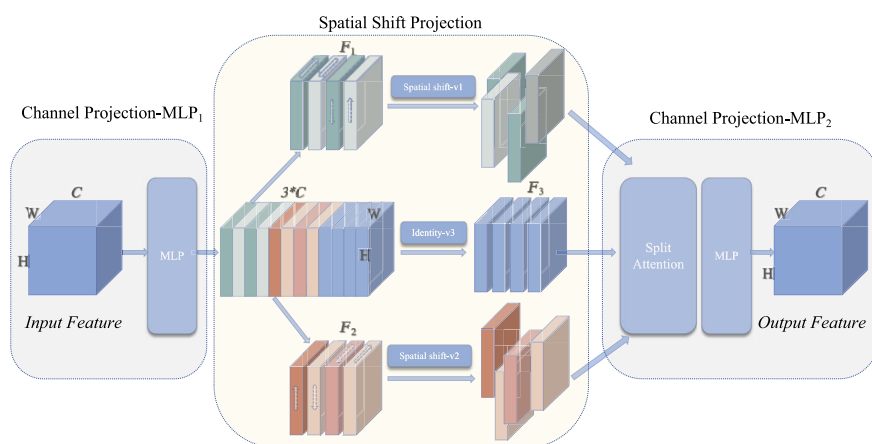 Spatial Shift Projection
F₁
Spatial shift-v1
Channel Projection-MLP₁
Channel Projection-MLP₂
C
W
H
MLP
Input Feature
3*C
W
H
Identity-v3
F₃
Split
Attention
MLP
C
W
H
Output Feature
F₂
Spatial shift-v2